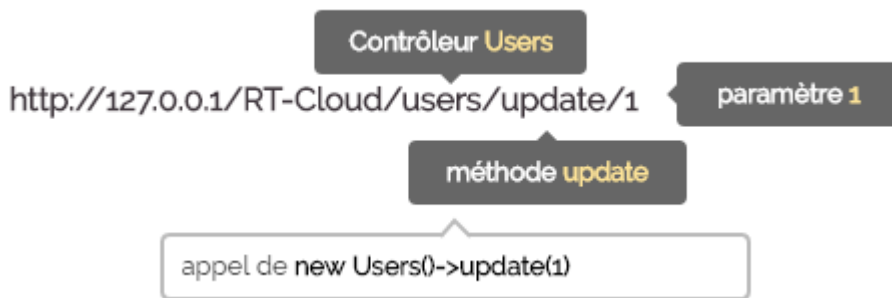 Contrôleur Users
http://127.0.0.1/RT-Cloud/users/update/1
paramètre 1
méthode update
appel de new Users()->update(1)